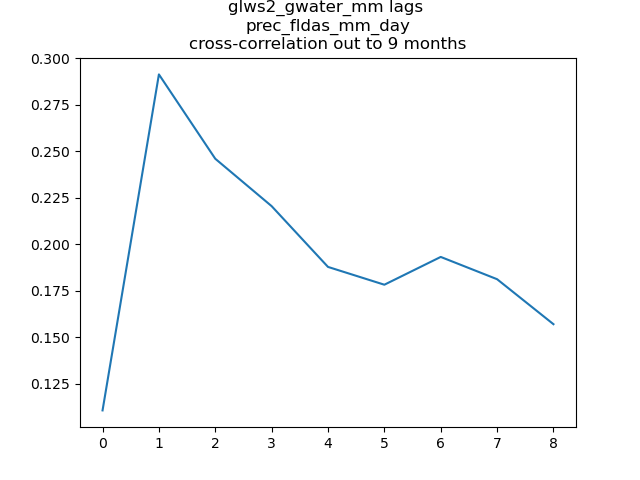 glws2_gwater_mm lags
prec_fldas_mm_day
cross-correlation out to 9 months
0.300
0.275
0.250
0.225
0.200
0.175
0.150
0.125
0 1 2 3 4 5 6 7 8